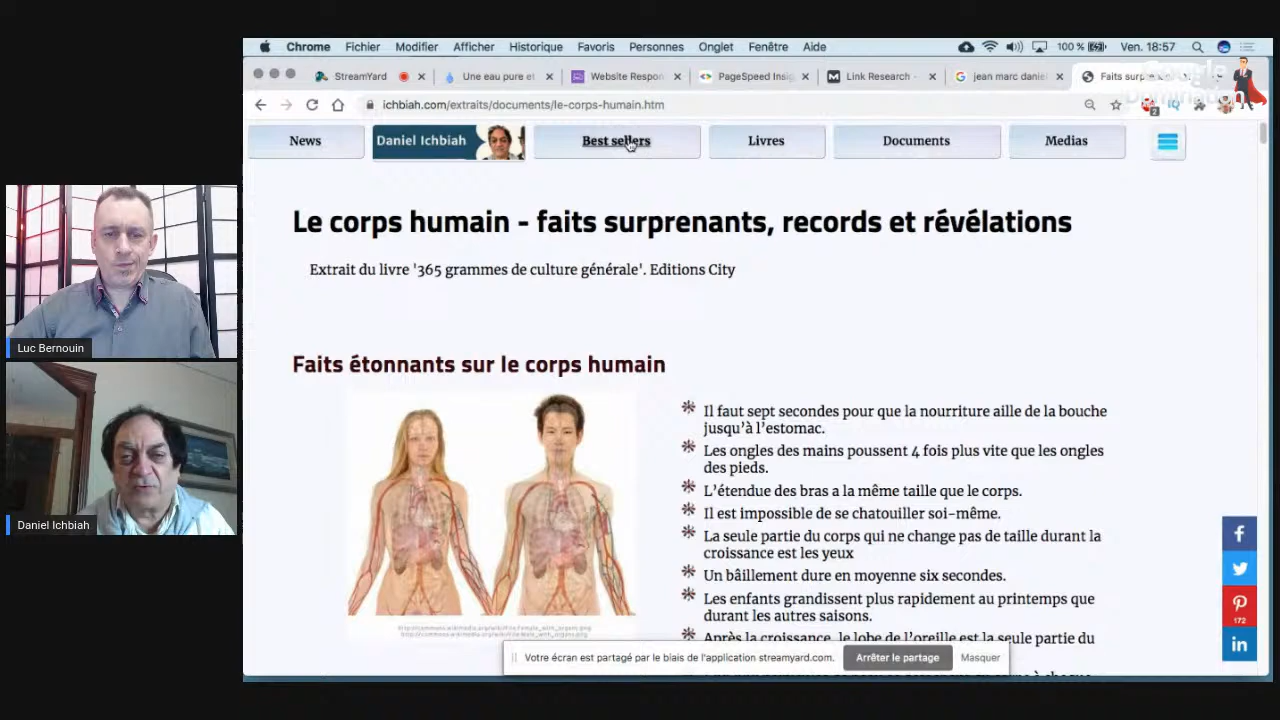 Chrome Fichier Modifier Afficher Historique Favoris Personnes Onglet Fenêtre Aide 100 % Ven. 18:57
StreamYard Une eau pure et Website Respon PageSpeed Insi Link Research - jean marc daniel Faits surpr
ichbiah.com/extraits/documents/le-corps-humain.htm
IQ
2
News Daniel Ichbiah Best sellers Livres Documents Medias
Le corps humain - faits surprenants, records et révélations
Extrait du livre '365 grammes de culture générale'. Editions City
Luc Bernouin
Faits étonnants sur le corps humain
Il faut sept secondes pour que la nourriture aille de la bouche
jusqu'à l'estomac.
Les ongles des mains poussent 4 fois plus vite que les ongles
des pieds.
L'étendue des bras a la même taille que le corps.
Il est impossible de se chatouiller soi-même.
La seule partie du corps qui ne change pas de taille durant la
croissance est les yeux
Un bâillement dure en moyenne six secondes.
Les enfants grandissent plus rapidement au printemps que
durant les autres saisons.
Après la croissance, le lobe de l'oreille est la seule partie du
Daniel Ichbiah
172
Votre écran est partagé par le biais de l'application streamyard.com. Arrêter le partage Masquer